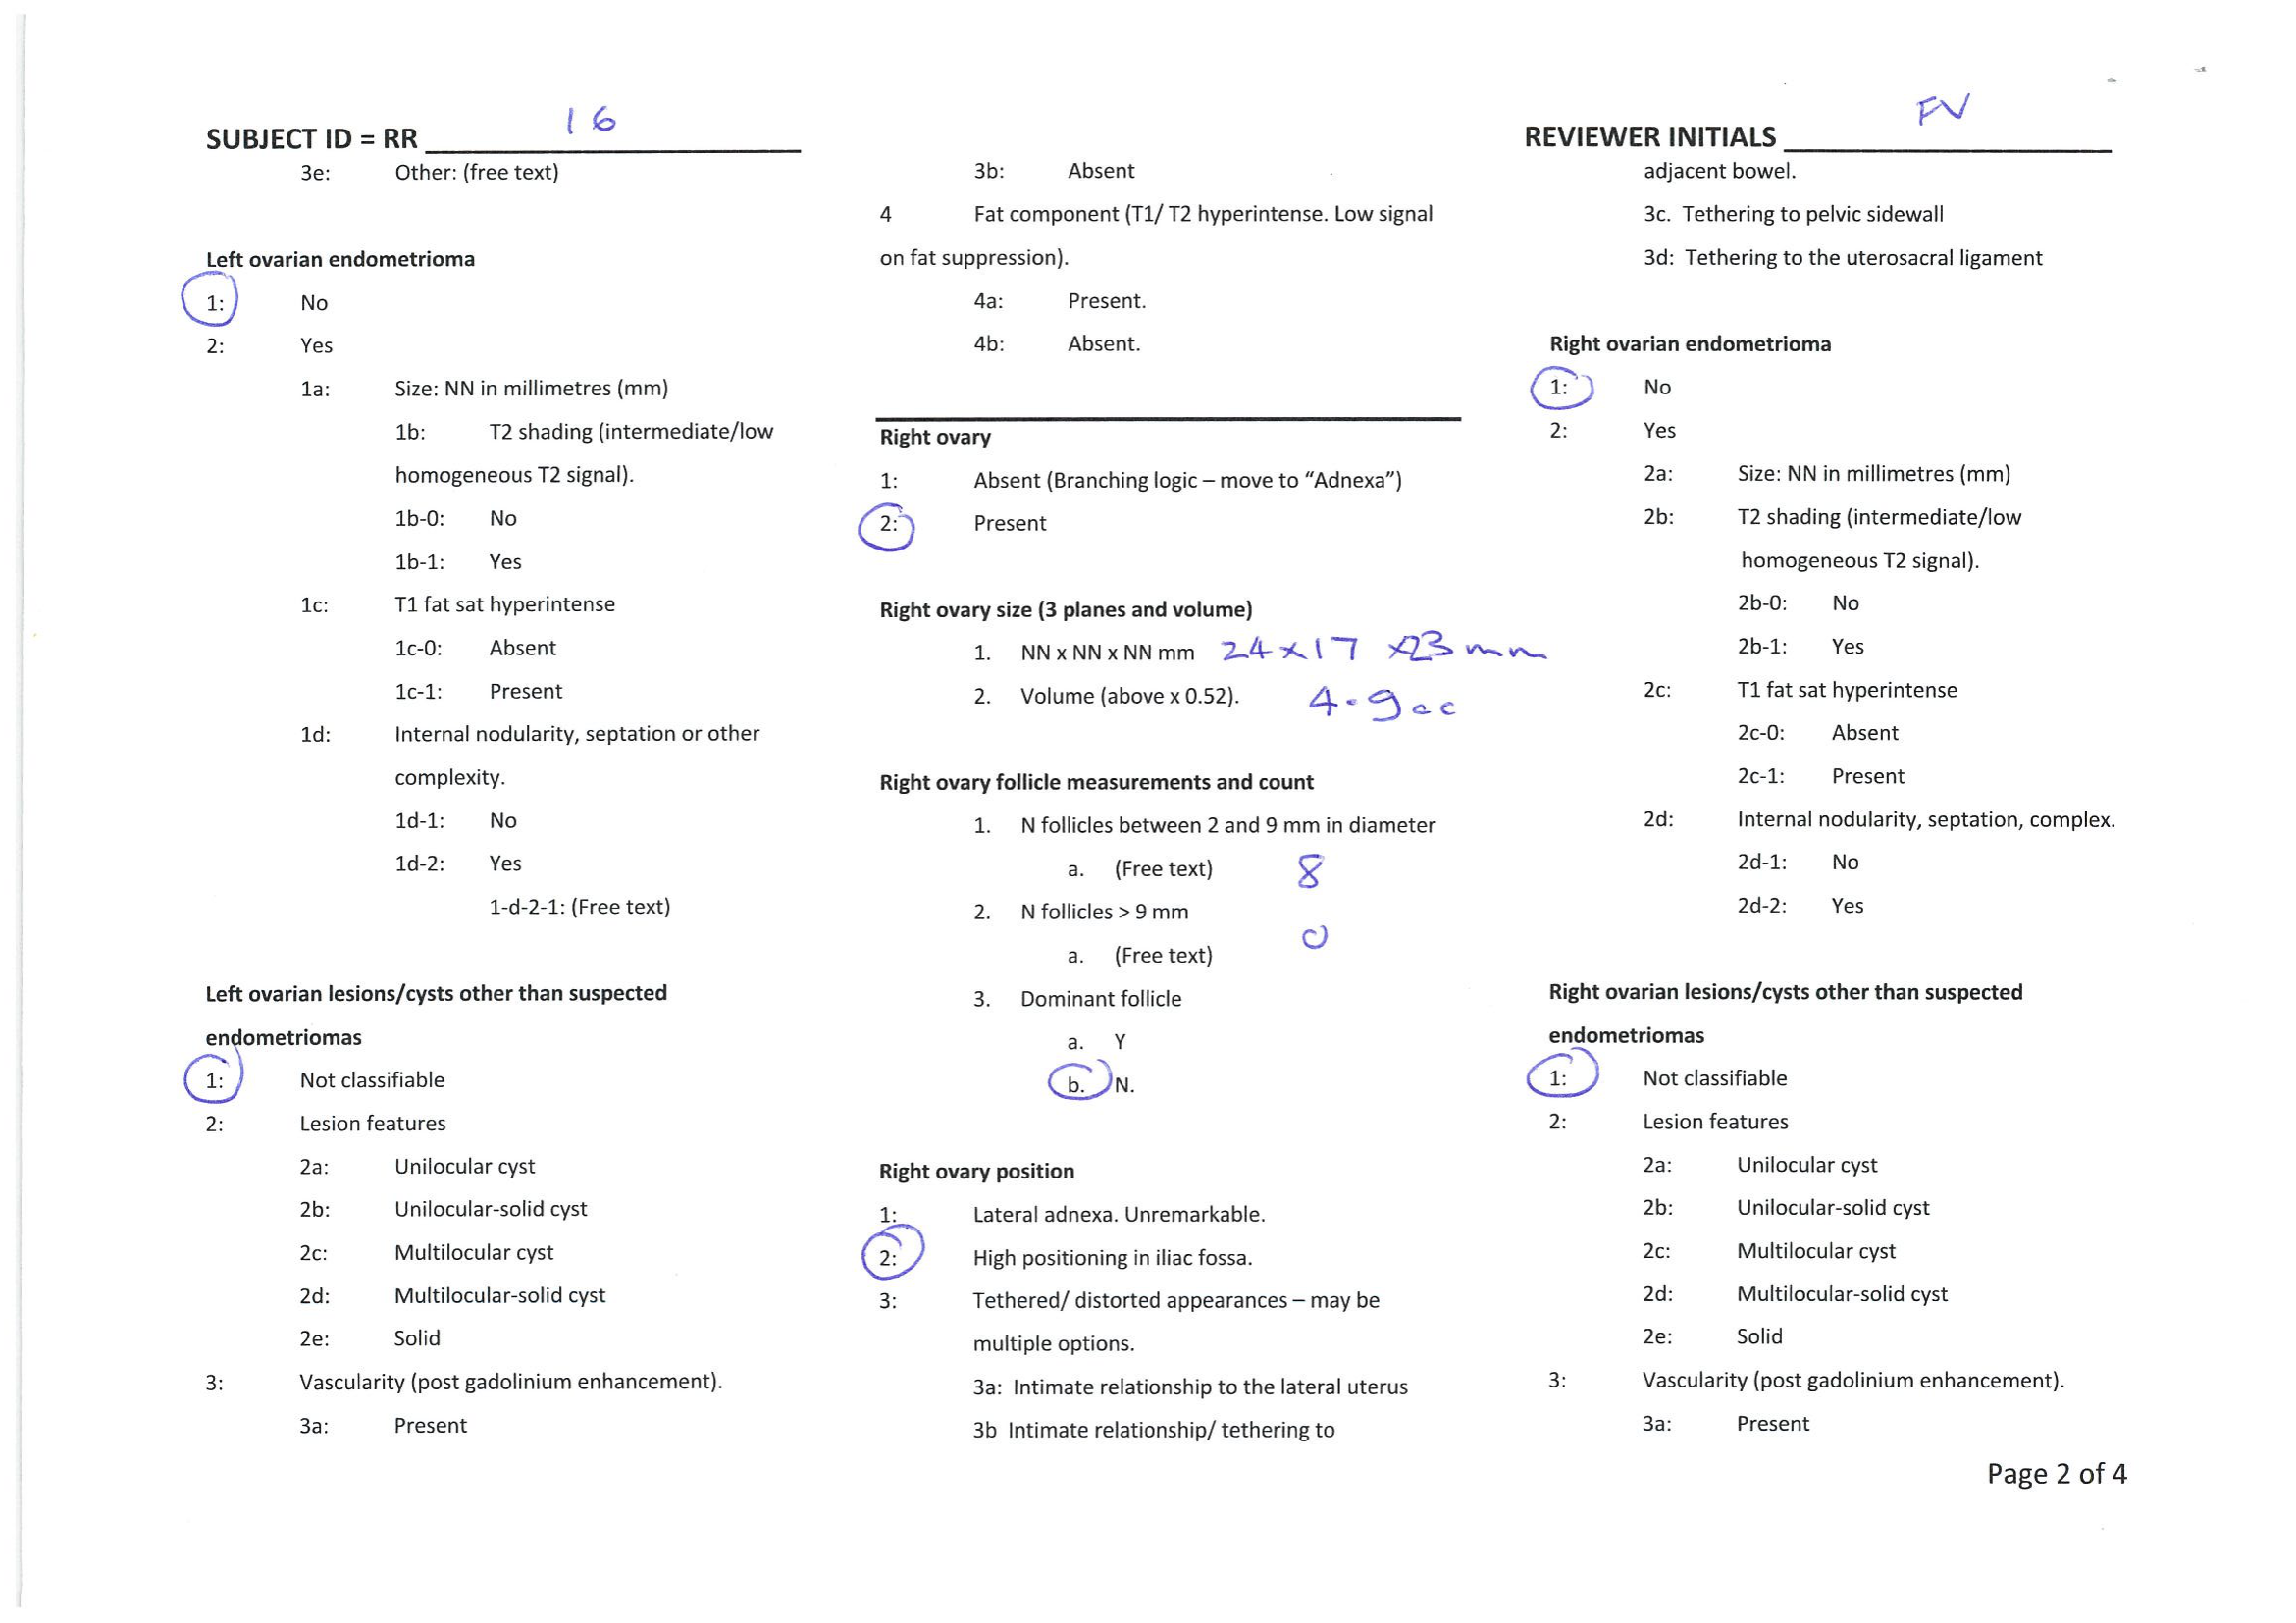 SUBJECT ID = RR 16
REVIEWER INITIALS FV
3e: Other: (free text)
Left ovarian endometrioma
1: No
2: Yes
1a: Size: NN in millimetres (mm)
1b: T2 shading (intermediate/low
homogeneous T2 signal).
1b-0: No
1b-1: Yes
1c: T1 fat sat hyperintense
1c-0: Absent
1c-1: Present
1d: Internal nodularity, septation or other
complexity.
1d-1: No
1d-2: Yes
1-d-2-1: (Free text)
Left ovarian lesions/cysts other than suspected
endometriomas
1: Not classifiable
2: Lesion features
2a: Unilocular cyst
2b: Unilocular-solid cyst
2c: Multilocular cyst
2d: Multilocular-solid cyst
2e: Solid
3: Vascularity (post gadolinium enhancement).
3a: Present
3b: Absent
4 Fat component (T1/ T2 hyperintense. Low signal
on fat suppression).
4a: Present.
4b: Absent.
Right ovary
1: Absent (Branching logic – move to “Adnexa”)
2: Present
Right ovary size (3 planes and volume)
1. NN x NN x NN mm 24 x 17 x 23 mm
2. Volume (above x 0.52). 4.9cc
Right ovary follicle measurements and count
1. N follicles between 2 and 9 mm in diameter
a. (Free text) 8
2. N follicles > 9 mm
0
a. (Free text)
3. Dominant follicle
a. Y
b. N.
Right ovary position
1: Lateral adnexa. Unremarkable.
2: High positioning in iliac fossa.
3: Tethered/ distorted appearances – may be
multiple options.
3a: Intimate relationship to the lateral uterus
3b Intimate relationship/ tethering to
adjacent bowel.
3c. Tethering to pelvic sidewall
3d: Tethering to the uterosacral ligament
Right ovarian endometrioma
1: No
2: Yes
2a: Size: NN in millimetres (mm)
2b: T2 shading (intermediate/low
homogeneous T2 signal).
2b-0: No
2b-1: Yes
2c: T1 fat sat hyperintense
2c-0: Absent
2c-1: Present
2d: Internal nodularity, septation, complex.
2d-1: No
2d-2: Yes
Right ovarian lesions/cysts other than suspected
endometriomas
1: Not classifiable
2: Lesion features
2a: Unilocular cyst
2b: Unilocular-solid cyst
2c: Multilocular cyst
2d: Multilocular-solid cyst
2e: Solid
3: Vascularity (post gadolinium enhancement).
3a: Present
Page 2 of 4